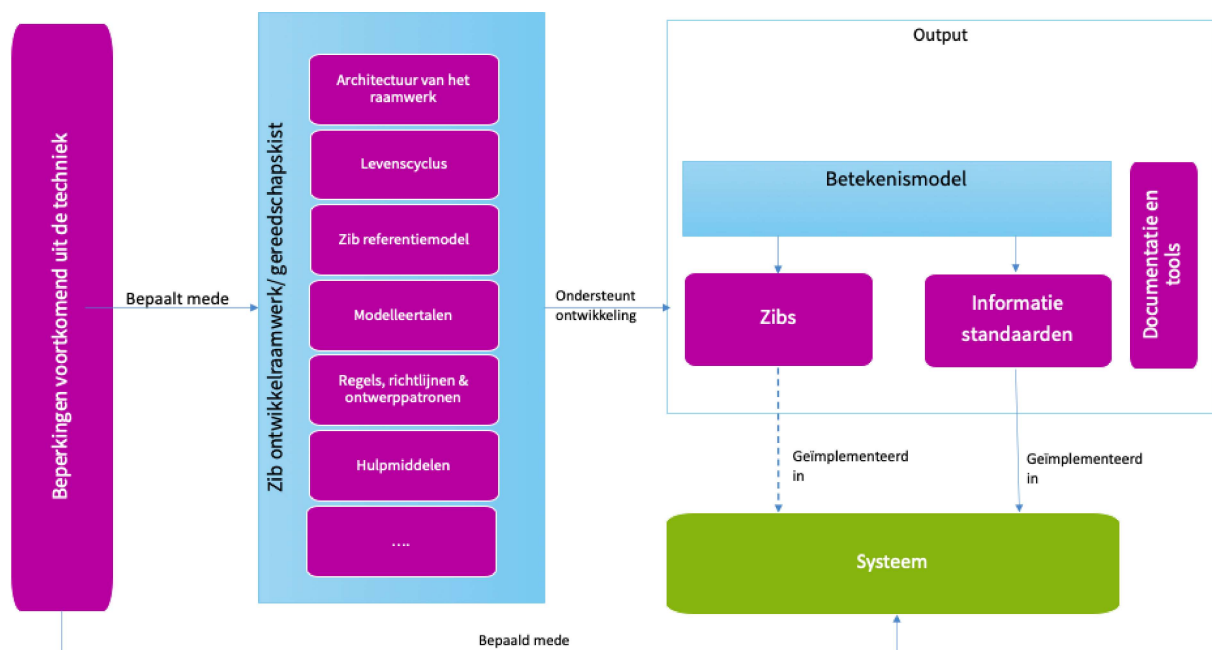 Beperkingen voortkomend uit de techniek
Bepaalt mede
Zib ontwikkelraamwerk/ gereedschapskist
Architectuur van het
raamwerk
Levenscyclus
Zib referentiemodel
Modelleertalen
Regels, richtlijnen &
ontwerppatronen
Hulpmiddelen
....
Ondersteunt
ontwikkeling
Output
Betekenismodel
Zibs
Informatie
standaarden
Documentatie en
tools
Geïmplementeerd
in
Geïmplementeerd
in
Systeem
Bepaald mede